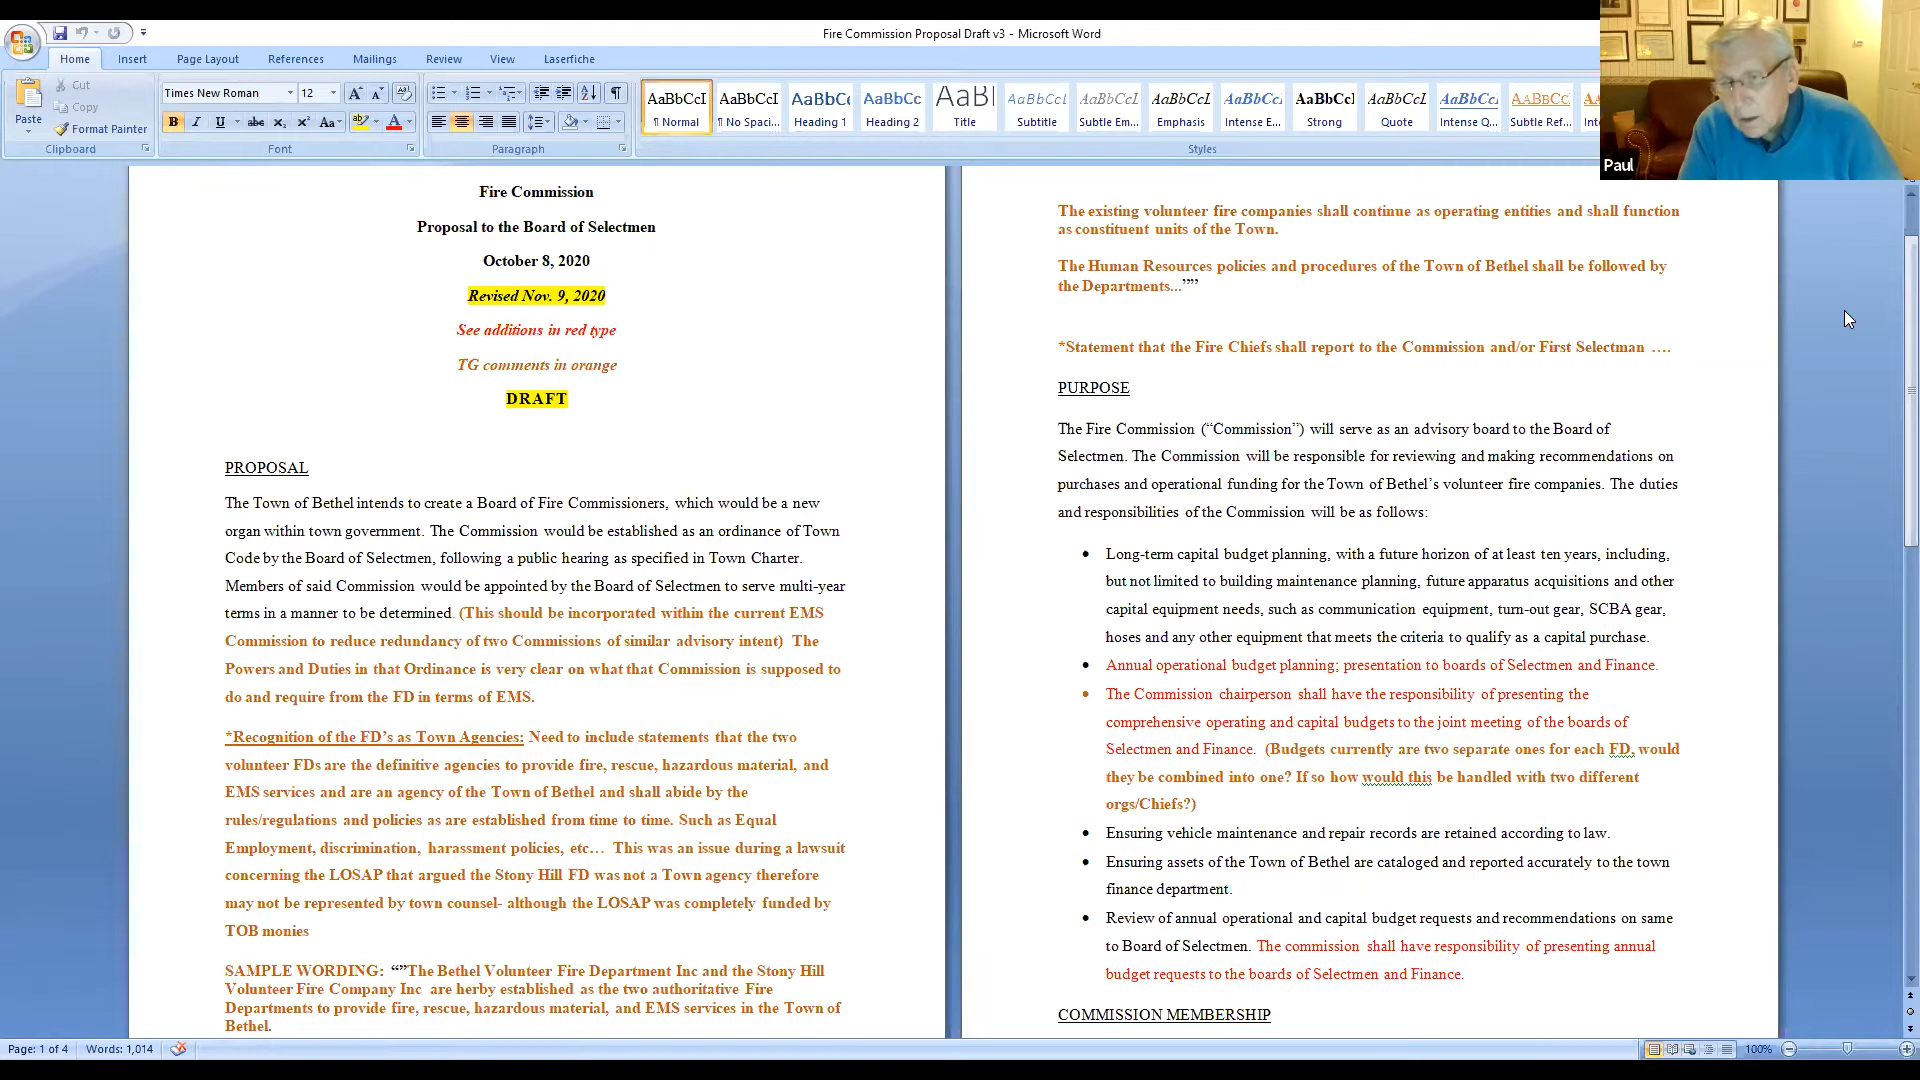 Fire Commission Proposal Draft v3 - Microsoft Word
Home Insert Page Layout References Mailings Review View Laserfiche
Paste
Cut
Copy
Format Painter
Clipboard
Times New Roman 12
Font
Paragraph
AaBbCcI AaBbCcI AaBbCc AaBbCc AaBl AaBbCcL AaBbCcL AaBbCcL AaBbCcI AaBbCcI AaBbCcL AaBbCcL AABBCC
¶ Normal ¶ No Spaci... Heading 1 Heading 2 Title Subtitle Subtle Em... Emphasis Intense E... Strong Quote Intense Q... Subtle Ref...
Styles
Paul
Fire Commission
Proposal to the Board of Selectmen
October 8, 2020
Revised Nov. 9, 2020
See additions in red type
TG comments in orange
DRAFT
PROPOSAL
The Town of Bethel intends to create a Board of Fire Commissioners, which would be a new
organ within town government. The Commission would be established as an ordinance of Town
Code by the Board of Selectmen, following a public hearing as specified in Town Charter.
Members of said Commission would be appointed by the Board of Selectmen to serve multi-year
terms in a manner to be determined. (This should be incorporated within the current EMS
Commission to reduce redundancy of two Commissions of similar advisory intent) The
Powers and Duties in that Ordinance is very clear on what that Commission is supposed to
do and require from the FD in terms of EMS.
*Recognition of the FD's as Town Agencies: Need to include statements that the two
volunteer FDs are the definitive agencies to provide fire, rescue, hazardous material, and
EMS services and are an agency of the Town of Bethel and shall abide by the
rules/regulations and policies as are established from time to time. Such as Equal
Employment, discrimination, harassment policies, etc… This was an issue during a lawsuit
concerning the LOSAP that argued the Stony Hill FD was not a Town agency therefore
may not be represented by town counsel- although the LOSAP was completely funded by
TOB monies
SAMPLE WORDING: “”The Bethel Volunteer Fire Department Inc and the Stony Hill
Volunteer Fire Company Inc are herby established as the two authoritative Fire
Departments to provide fire, rescue, hazardous material, and EMS services in the Town of
Bethel.
The existing volunteer fire companies shall continue as operating entities and shall function
as constituent units of the Town.
The Human Resources policies and procedures of the Town of Bethel shall be followed by
the Departments...””
*Statement that the Fire Chiefs shall report to the Commission and/or First Selectman ….
PURPOSE
The Fire Commission (“Commission”) will serve as an advisory board to the Board of
Selectmen. The Commission will be responsible for reviewing and making recommendations on
purchases and operational funding for the Town of Bethel’s volunteer fire companies. The duties
and responsibilities of the Commission will be as follows:
• Long-term capital budget planning, with a future horizon of at least ten years, including,
but not limited to building maintenance planning, future apparatus acquisitions and other
capital equipment needs, such as communication equipment, turn-out gear, SCBA gear,
hoses and any other equipment that meets the criteria to qualify as a capital purchase.
• Annual operational budget planning; presentation to boards of Selectmen and Finance.
• The Commission chairperson shall have the responsibility of presenting the
comprehensive operating and capital budgets to the joint meeting of the boards of
Selectmen and Finance. (Budgets currently are two separate ones for each FD, would
they be combined into one? If so how would this be handled with two different
orgs/Chiefs?)
• Ensuring vehicle maintenance and repair records are retained according to law.
• Ensuring assets of the Town of Bethel are cataloged and reported accurately to the town
finance department.
• Review of annual operational and capital budget requests and recommendations on same
to Board of Selectmen. The commission shall have responsibility of presenting annual
budget requests to the boards of Selectmen and Finance.
COMMISSION MEMBERSHIP
Page: 1 of 4 Words: 1,014
100%